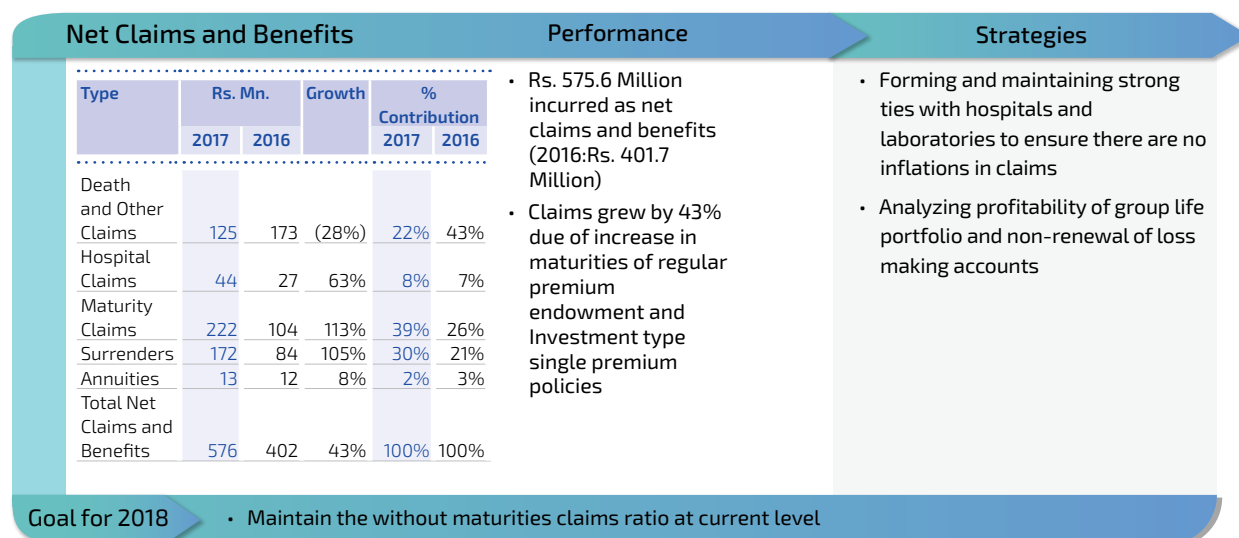 Net Claims and Benefits
Performance
Strategies
Type Rs. Mn. Growth %
Contribution
2017 2016 2017 2016
Death
and Other
Claims 125 173 (28%) 22% 43%
Hospital
Claims 44 27 63% 8% 7%
Maturity
Claims 222 104 113% 39% 26%
Surrenders 172 84 105% 30% 21%
Annuities 13 12 8% 2% 3%
Total Net
Claims and
Benefits 576 402 43% 100% 100%
• Rs. 575.6 Million
incurred as net
claims and benefits
(2016:Rs. 401.7
Million)
• Claims grew by 43%
due of increase in
maturities of regular
premium
endowment and
Investment type
single premium
policies
• Forming and maintaining strong
ties with hospitals and
laboratories to ensure there are no
inflations in claims
• Analyzing profitability of group life
portfolio and non-renewal of loss
making accounts
Goal for 2018
• Maintain the without maturities claims ratio at current level